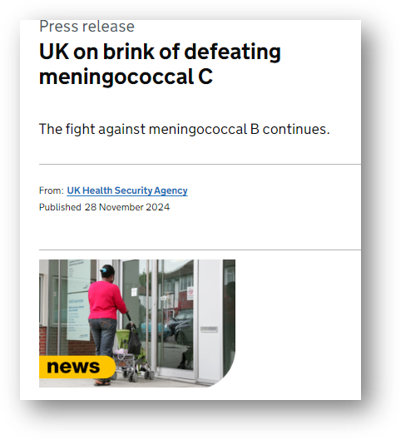 Press release
UK on brink of defeating
meningococcal C
The fight against meningococcal B continues.
From: UK Health Security Agency
Published 28 November 2024
news